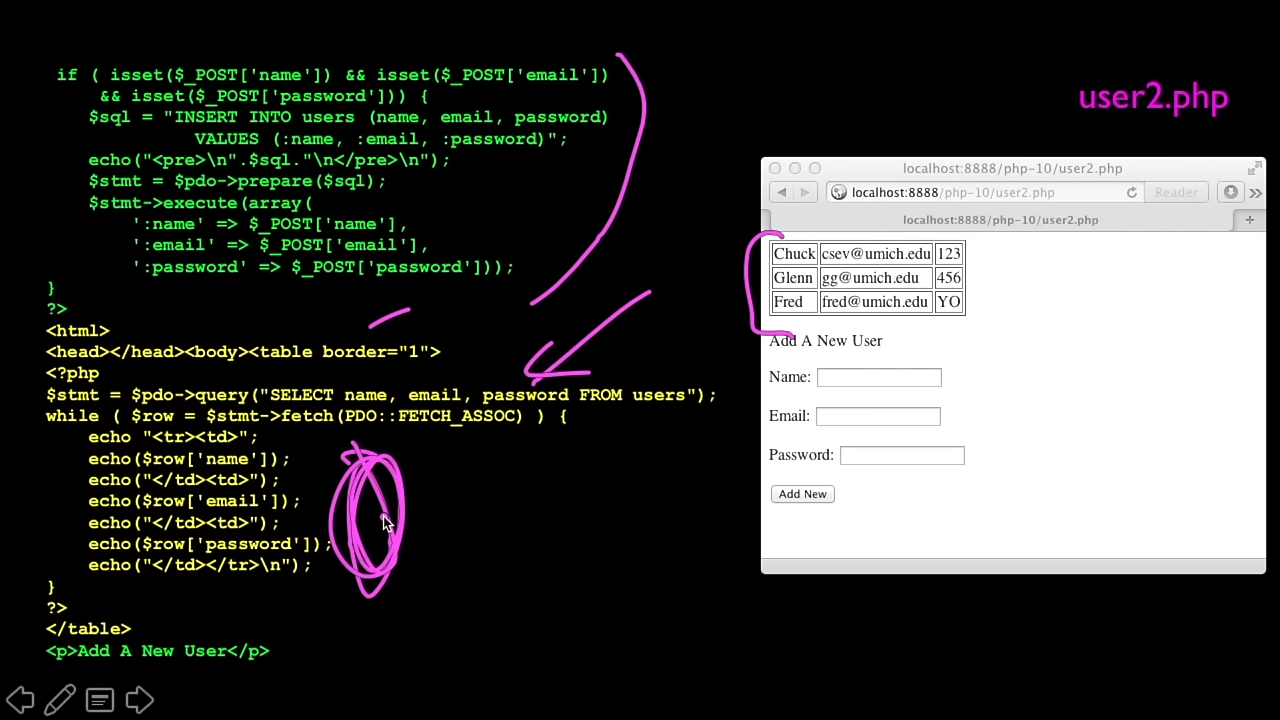 if ( isset($_POST['name']) && isset($_POST['email'])
&& isset($_POST['password'])) {
$sql = "INSERT INTO users (name, email, password)
VALUES (:name, :email, :password)";
echo("<pre>\n".$sql."\n</pre>\n");
$stmt = $pdo->prepare($sql);
$stmt->execute(array(
':name' => $_POST['name'],
':email' => $_POST['email'],
':password' => $_POST['password']));
}
?>
<html>
<head></head><body><table border="1">
<?php
$stmt = $pdo->query("SELECT name, email, password FROM users");
while ( $row = $stmt->fetch(PDO::FETCH_ASSOC) ) {
echo "<tr><td>";
echo($row['name']);
echo("</td><td>");
echo($row['email']);
echo("</td><td>");
echo($row['password']);
echo("</td></tr>\n");
}
?>
</table>
<p>Add A New User</p>
user2.php
localhost:8888/php-10/user2.php
localhost:8888/php-10/user2.php Reader
localhost:8888/php-10/user2.php
Chuck csev@umich.edu 123
Glenn gg@umich.edu 456
Fred fred@umich.edu YO
Add A New User
Name:
Email:
Password:
Add New